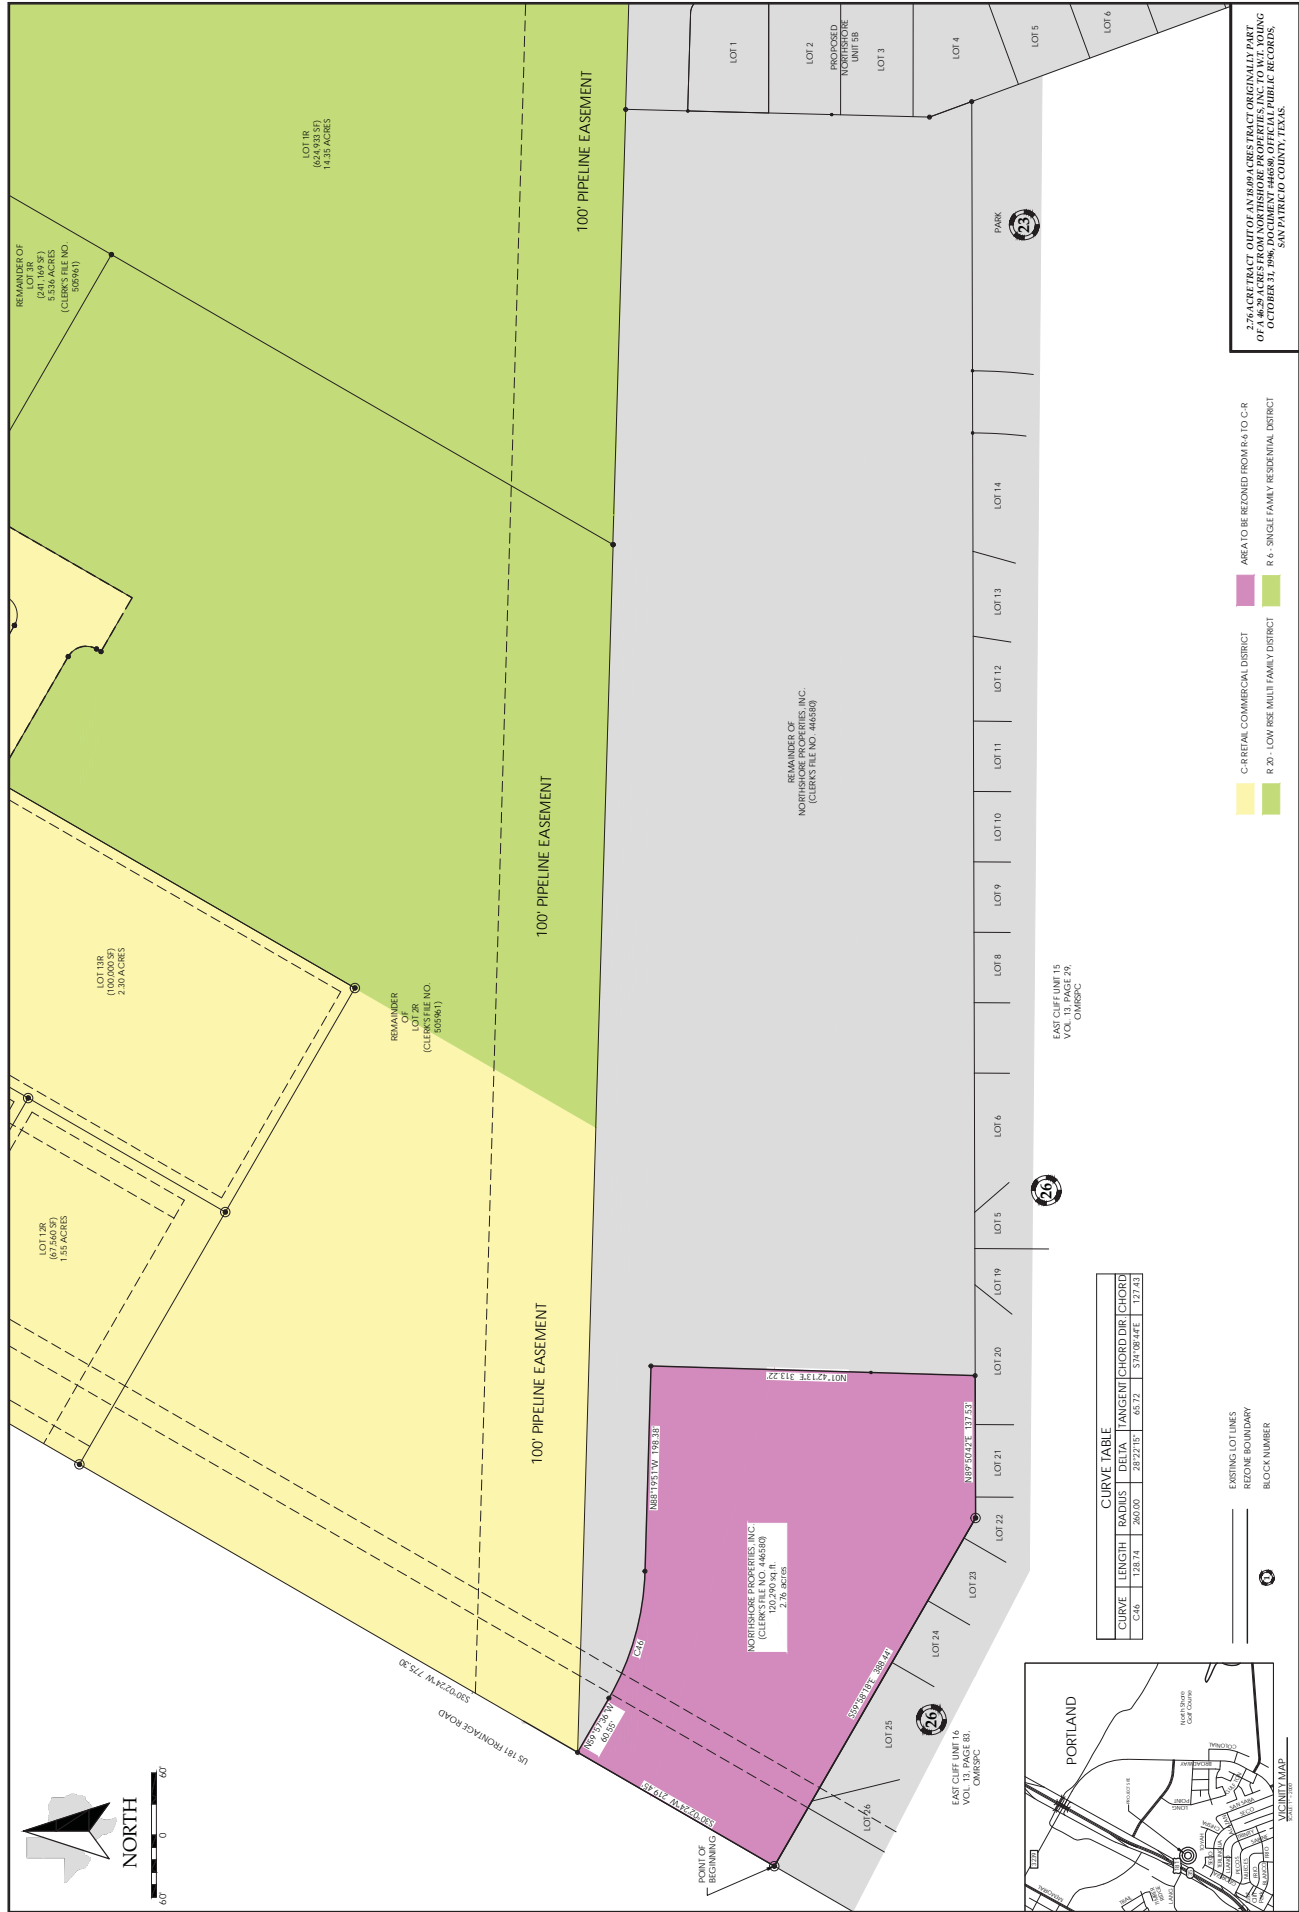 REMAINDER OF
LOT 3R
(241,169 SF)
5.536 ACRES
(CLERK'S FILE NO.
505961)
LOT 1R
(624,933 SF)
14.35 ACRES
100' PIPELINE EASEMENT
LOT 1
LOT 2
PROPOSED
NORTHSHORE
UNIT 5B
LOT 3
LOT 4
LOT 5
LOT 6
2.76 ACRE TRACT OUT OF AN 18.09 ACRES TRACT ORIGINALLY PART
OF A 46.29 ACRES FROM NORTHSHORE PROPERTIES, INC. TO W.T. YOUNG
OCTOBER 31, 1996, DOCUMENT #446580, OFFICIAL PUBLIC RECORDS,
SAN PATRICIO COUNTY, TEXAS.
PARK
23
LOT 13R
(100,000 SF)
2.30 ACRES
REMAINDER
OF
LOT 2R
(CLERK'S FILE NO.
505961)
100' PIPELINE EASEMENT
REMAINDER OF
NORTHSHORE PROPERTIES, INC.
(CLERK'S FILE NO. 446580)
LOT 14
LOT 13
LOT 12
LOT 11
LOT 10
LOT 9
LOT 8
LOT 6
LOT 5
LOT 19
LOT 20
LOT 21
LOT 22
LOT 23
LOT 24
LOT 25
LOT 26
EAST CLIFF UNIT 15
VOL. 13, PAGE 29,
OMRSPC
26
C-R RETAIL COMMERCIAL DISTRICT
AREA TO BE REZONED FROM R-6 TO C-R
R 20 - LOW RISE MULTI FAMILY DISTRICT
R 6 - SINGLE FAMILY RESIDENTIAL DISTRICT
LOT 12R
(67,560 SF)
1.55 ACRES
100' PIPELINE EASEMENT
N01°42'13"E 313.22'
N88°19'51"W 198.38'
N89°50'42"E 137.53'
C46
N59°57'36"W
60.55'
S59°58'18"E 388.44'
S30°02'24"W 219.45'
S30°02'24"W 775.30
US 181 FRONTAGE ROAD
NORTHSHORE PROPERTIES, INC.
(CLERK'S FILE NO. 446580)
120,290 sq.ft.
2.76 acres
POINT OF
BEGINNING
26
EAST CLIFF UNIT 16
VOL. 13, PAGE 83,
OMRSPC
CURVE TABLE
CURVE LENGTH RADIUS DELTA TANGENT CHORD DIR. CHORD
C46 128.74 260.00 28°22'15" 65.72 S74°08'44"E 127.43
EXISTING LOT LINES
REZONE BOUNDARY
BLOCK NUMBER
1
NORTH
60' 0 60'
PORTLAND
North Shore
Golf Course
BROADWAY
COLONIAL
LONG
POINT
MEMORIAL
LANG
VICINITY MAP